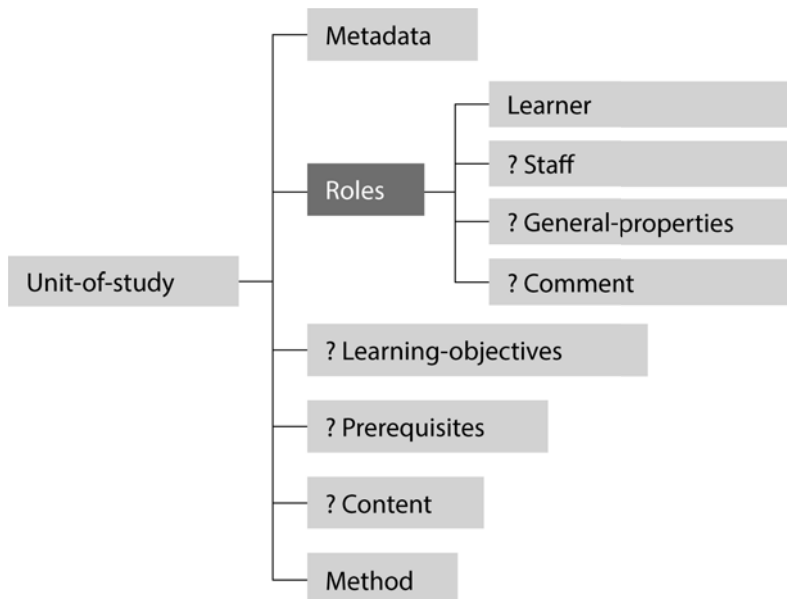 Metadata
Learner
? Staff
Roles
? General-properties
? Comment
Unit-of-study
? Learning-objectives
? Prerequisites
? Content
Method